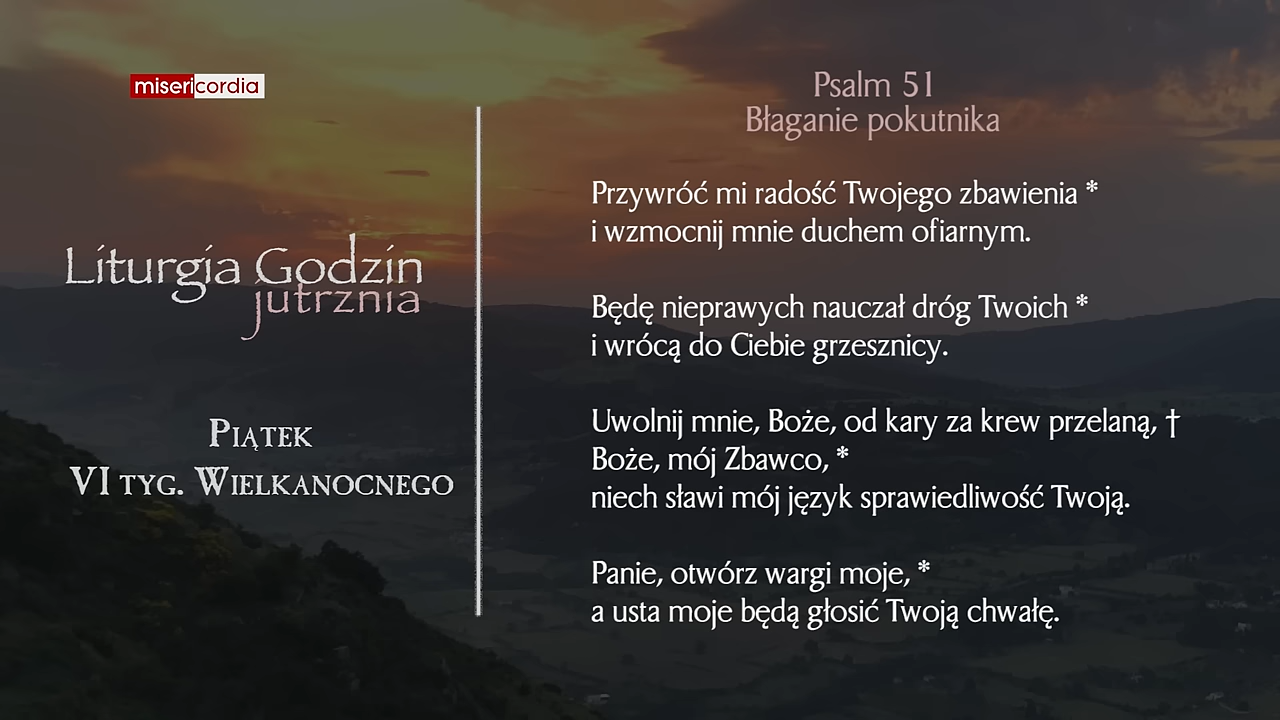 misericordia
Liturgia Godzin
jutrznia
Piątek
VI tyg. Wielkanocnego
Psalm 51
Błaganie pokutnika
Przywróć mi radość Twojego zbawienia *
i wzmocnij mnie duchem ofiarnym.
Będę nieprawych nauczał dróg Twoich *
i wrócą do Ciebie grzesznicy.
Uwolnij mnie, Boże, od kary za krew przelaną, †
Boże, mój Zbawco, *
niech sławi mój język sprawiedliwość Twoją.
Panie, otwórz wargi moje, *
a usta moje będą głosić Twoją chwałę.